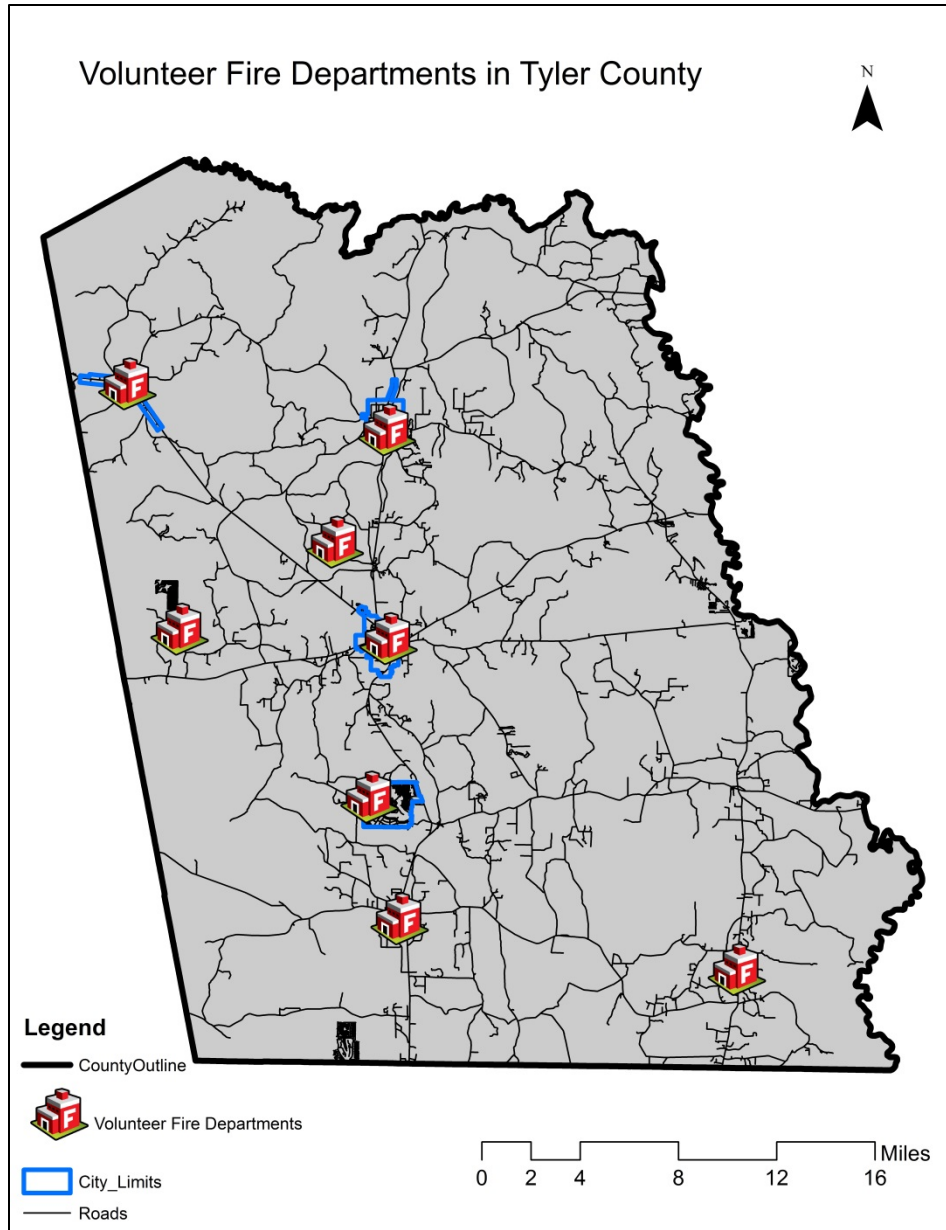 Volunteer Fire Departments in Tyler County
N
F
F
F
F
F
F
F
F
Legend
CountyOutline
F
Volunteer Fire Departments
City_Limits
Roads
0 2 4 8 12 16 Miles